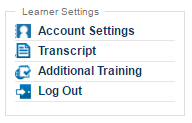 Learner Settings
Account Settings
Transcript
Additional Training
Log Out